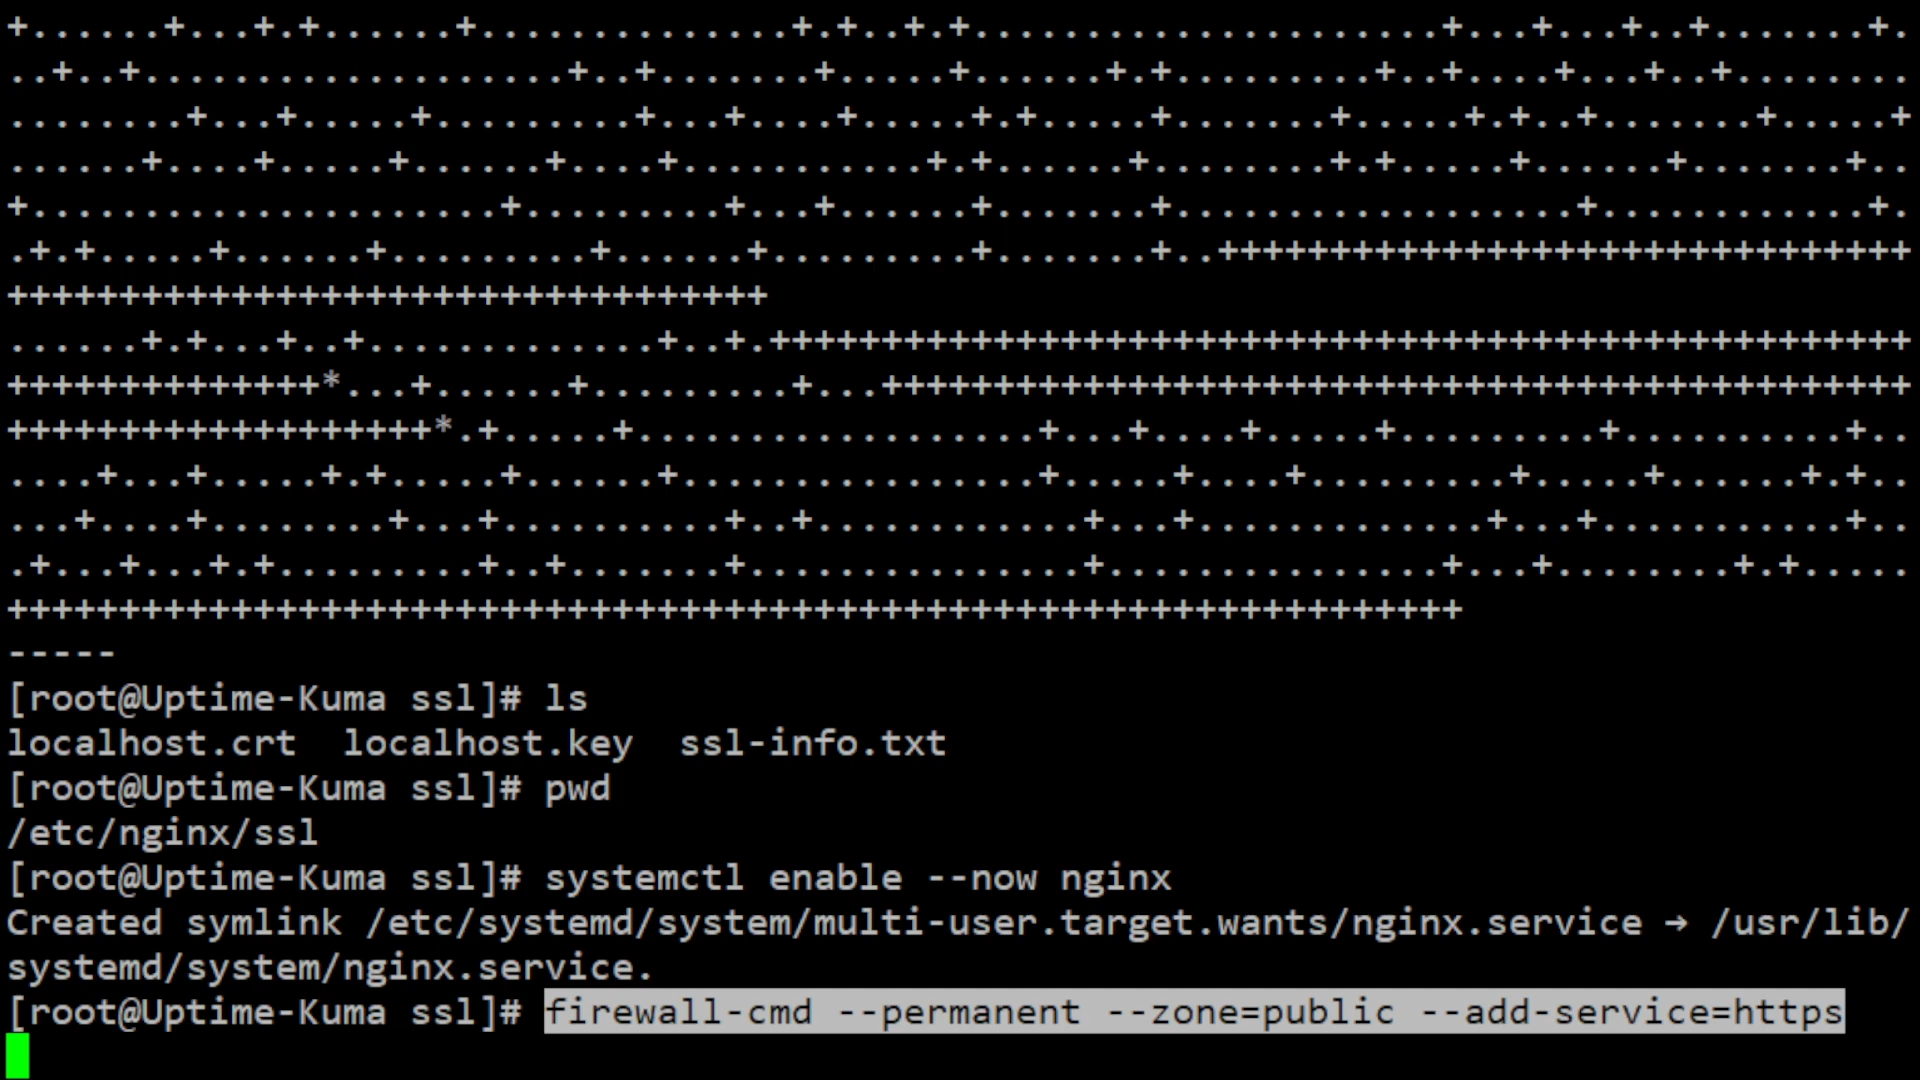 +......+...+.+......+..............+.+..+.+.....................+...+...+..+.......+.
..+..+...................+..+.......+.....+......+.+.........+..+....+...+..+........
........+...+.....+.........+...+....+.....+.+.....+.......+.....+.+..+.......+.....+
......+....+.....+......+....+...........+.+......+........+.+.....+......+.......+..
+.....................+.........+...+......+.......+..................+............+.
.+.+.....+......+.........+......+.........+.......+..+++++++++++++++++++++++++++++++
++++++++++++++++++++++++++++++++++
......+.+...+..+.............+..+.+++++++++++++++++++++++++++++++++++++++++++++++++++
++++++++++++++*...+......+.........+...++++++++++++++++++++++++++++++++++++++++++++++
+++++++++++++++++++*.+.....+..................+...+....+.....+.........+..........+..
....+...+.....+.+.....+......+................+.....+....+.........+.....+......+.+..
...+....+........+...+..........+..+............+...+.............+...+...........+..
.+...+...+.+.........+..+.......+...............+...............+...+........+.+.....
+++++++++++++++++++++++++++++++++++++++++++++++++++++++++++++++++
-----
[root@Uptime-Kuma ssl]# ls
localhost.crt  localhost.key  ssl-info.txt
[root@Uptime-Kuma ssl]# pwd
/etc/nginx/ssl
[root@Uptime-Kuma ssl]# systemctl enable --now nginx
Created symlink /etc/systemd/system/multi-user.target.wants/nginx.service → /usr/lib/
systemd/system/nginx.service.
[root@Uptime-Kuma ssl]# firewall-cmd --permanent --zone=public --add-service=https